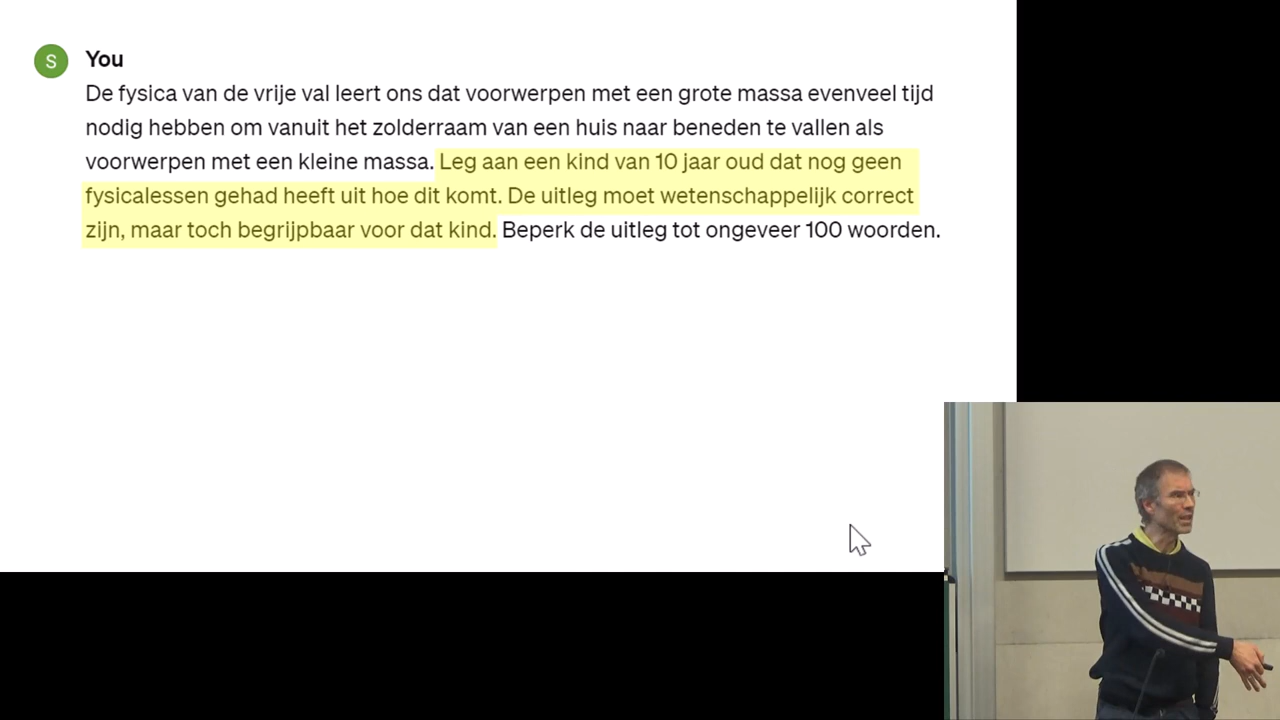 S
You
De fysica van de vrije val leert ons dat voorwerpen met een grote massa evenveel tijd
nodig hebben om vanuit het zolderraam van een huis naar beneden te vallen als
voorwerpen met een kleine massa. Leg aan een kind van 10 jaar oud dat nog geen
fysicalessen gehad heeft uit hoe dit komt. De uitleg moet wetenschappelijk correct
zijn, maar toch begrijpbaar voor dat kind. Beperk de uitleg tot ongeveer 100 woorden.